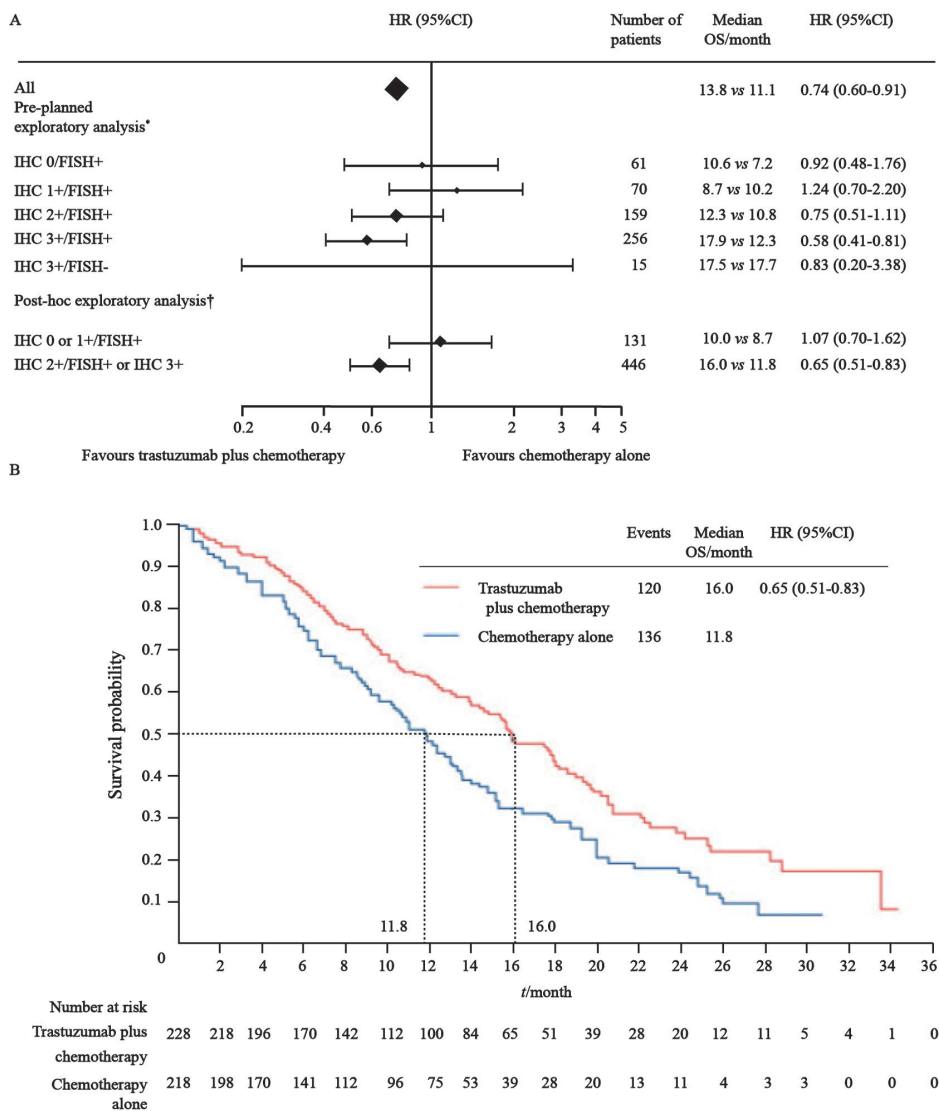 A
HR (95%CI) Number of patients Median OS/month HR (95%CI)
All 13.8 vs 11.1 0.74 (0.60-0.91)
Pre-planned
exploratory analysis*
IHC 0/FISH+ 61 10.6 vs 7.2 0.92 (0.48-1.76)
IHC 1+/FISH+ 70 8.7 vs 10.2 1.24 (0.70-2.20)
IHC 2+/FISH+ 159 12.3 vs 10.8 0.75 (0.51-1.11)
IHC 3+/FISH+ 256 17.9 vs 12.3 0.58 (0.41-0.81)
IHC 3+/FISH- 15 17.5 vs 17.7 0.83 (0.20-3.38)
Post-hoc exploratory analysis†
IHC 0 or 1+/FISH+ 131 10.0 vs 8.7 1.07 (0.70-1.62)
IHC 2+/FISH+ or IHC 3+ 446 16.0 vs 11.8 0.65 (0.51-0.83)
0.2 0.4 0.6 1 2 3 4 5
Favours trastuzumab plus chemotherapy Favours chemotherapy alone
B
Events Median OS/month HR (95%CI)
Trastuzumab plus chemotherapy 120 16.0 0.65 (0.51-0.83)
Chemotherapy alone 136 11.8
Survival probability
1.0
0.9
0.8
0.7
0.6
0.5
0.4
0.3
0.2
0.1
0
11.8 16.0
2 4 6 8 10 12 14 16 18 20 22 24 26 28 30 32 34 36
t/month
Number at risk
Trastuzumab plus chemotherapy 228 218 196 170 142 112 100 84 65 51 39 28 20 12 11 5 4 1 0
Chemotherapy alone 218 198 170 141 112 96 75 53 39 28 20 13 11 4 3 3 0 0 0